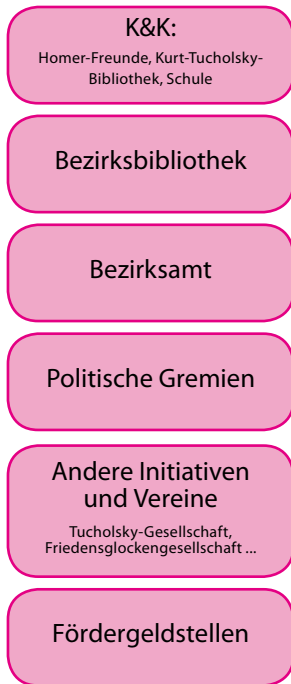 K&K:
Homer-Freunde, Kurt-Tucholsky-
Bibliothek, Schule
Bezirksbibliothek
Bezirksamt
Politische Gremien
Andere Initiativen
und Vereine
Tucholsky-Gesellschaft,
Friedensglockengesellschaft ...
Fördergeldstellen